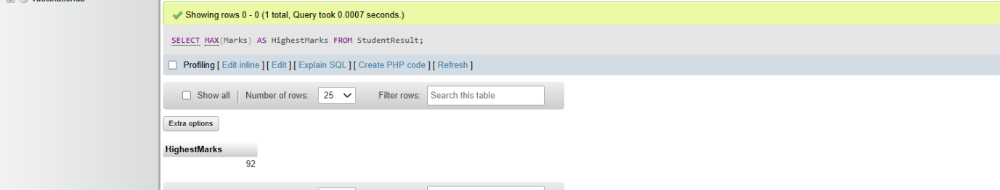 Showing rows 0 - 0 (1 total, Query took 0.0007 seconds.)
SELECT MAX(Marks) AS HighestMarks FROM StudentResult;
Profiling [ Edit inline ] [ Edit ] [ Explain SQL ] [ Create PHP code ] [ Refresh ]
Show all Number of rows: 25 Filter rows: Search this table
Extra options
HighestMarks
92